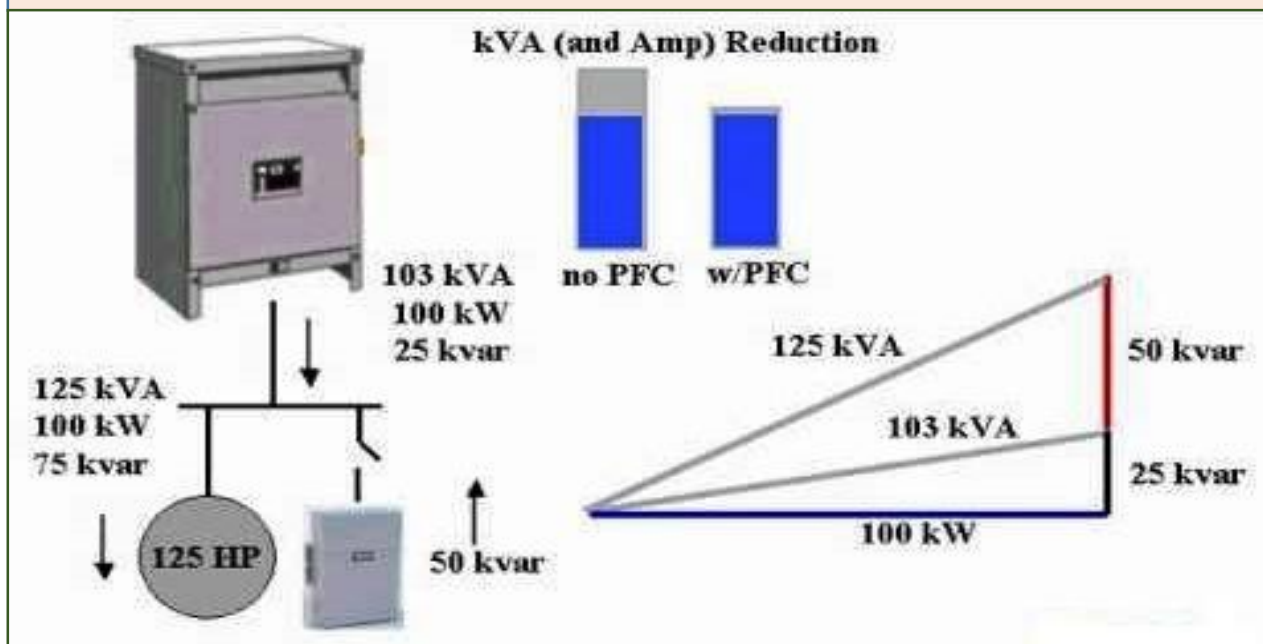 kVA (and Amp) Reduction
no PFC
w/PFC
103 kVA
100 kW
25 kvar
125 kVA
100 kW
75 kvar
125 HP
50 kvar
125 kVA
50 kvar
103 kVA
25 kvar
100 kW